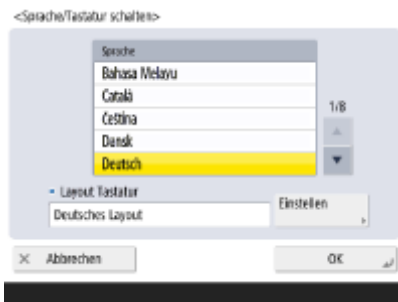 <Sprache/Tastatur schalten>
Sprache
Bahasa Melayu
Català
Čeština
Dansk
Deutsch
1/8
Layout Tastatur
Deutsches Layout
Einstellen
Abbrechen
OK